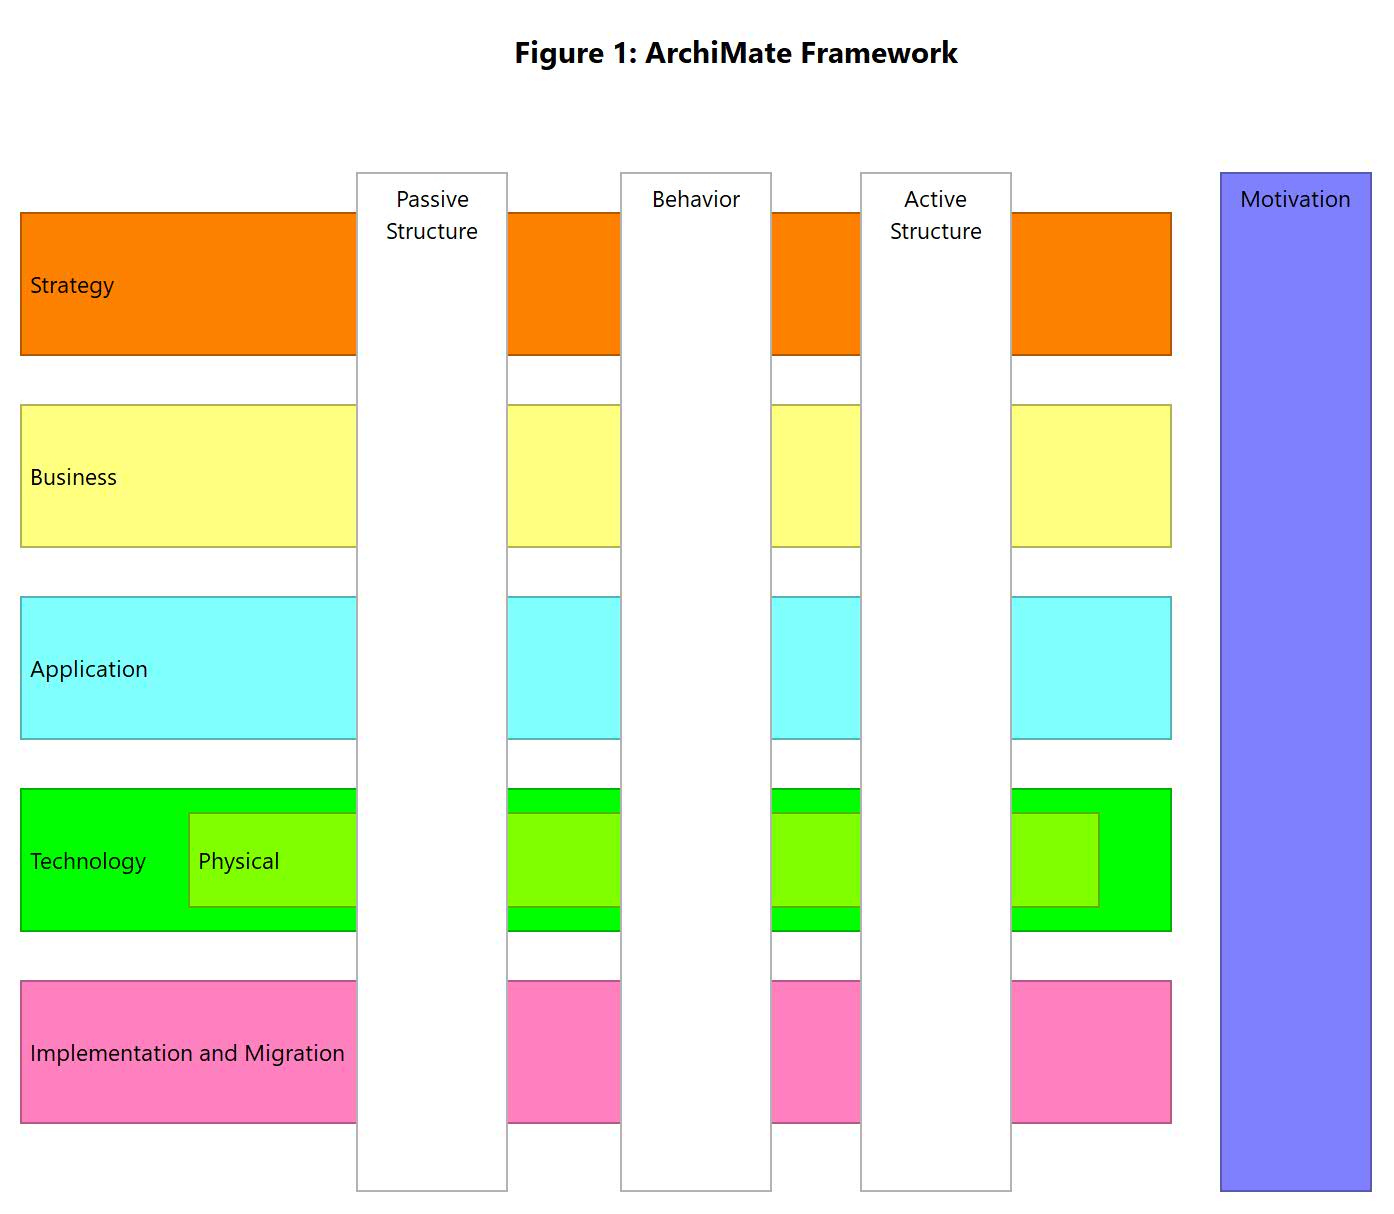 Figure 1: ArchiMate Framework
Passive
Structure
Behavior
Active
Structure
Motivation
Strategy
Business
Application
Technology
Physical
Implementation and Migration